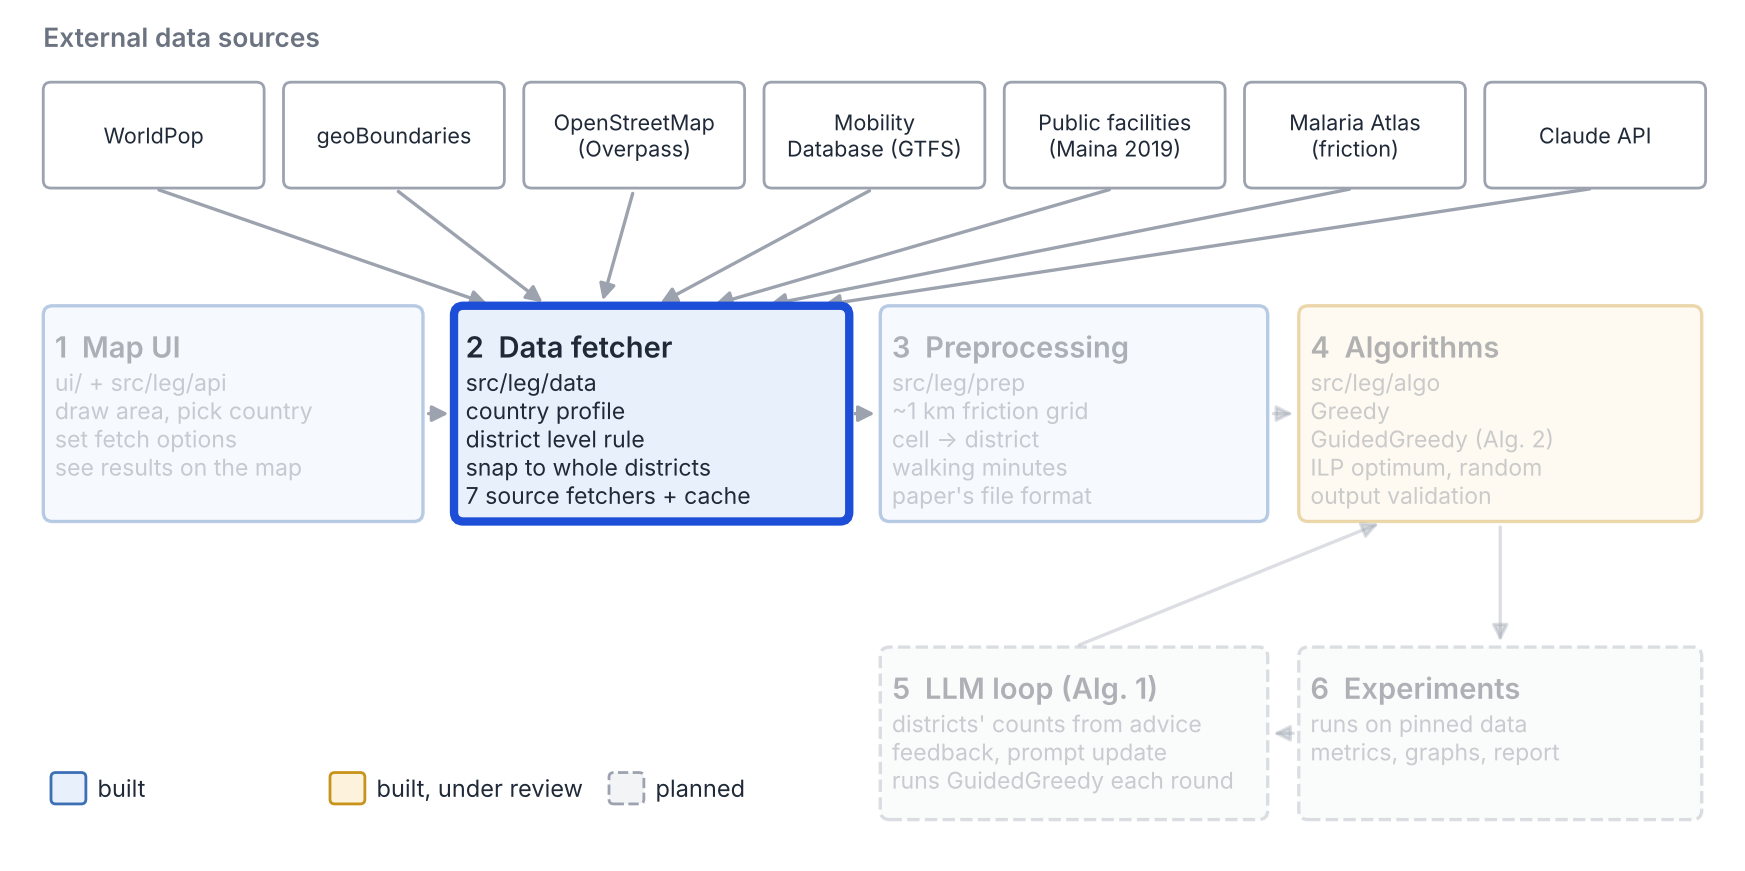 External data sources
WorldPop
geoBoundaries
OpenStreetMap
(Overpass)
Mobility
Database (GTFS)
Public facilities
(Maina 2019)
Malaria Atlas
(friction)
Claude API
1 Map UI
ui/ + src/leg/api
draw area, pick country
set fetch options
see results on the map
2 Data fetcher
src/leg/data
country profile
district level rule
snap to whole districts
7 source fetchers + cache
3 Preprocessing
src/leg/prep
~1 km friction grid
cell → district
walking minutes
paper's file format
4 Algorithms
src/leg/algo
Greedy
GuidedGreedy (Alg. 2)
ILP optimum, random
output validation
5 LLM loop (Alg. 1)
districts' counts from advice
feedback, prompt update
runs GuidedGreedy each round
6 Experiments
runs on pinned data
metrics, graphs, report
built
built, under review
planned